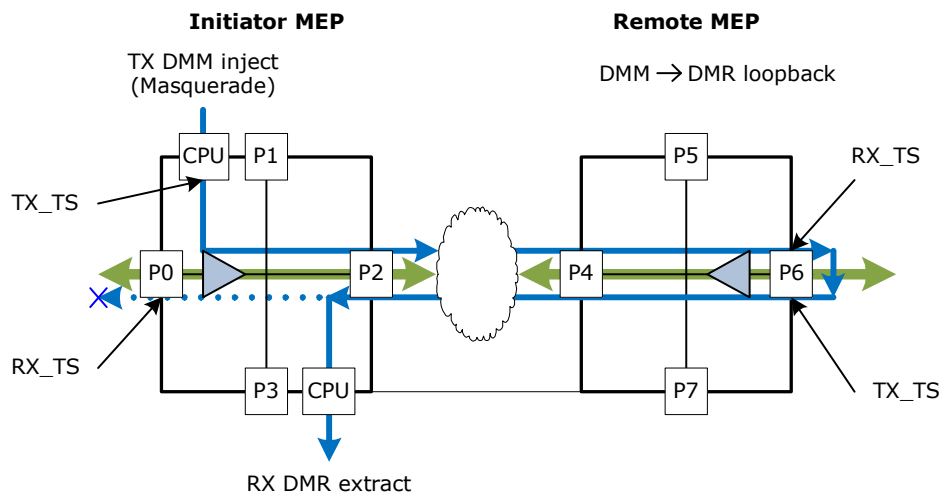 Initiator MEP
Remote MEP
TX DMM inject
(Masquerade)
DMM → DMR loopback
CPU
P1
P5
RX_TS
TX_TS
P0
P2
P4
P6
RX_TS
P3
CPU
P7
TX_TS
RX DMR extract